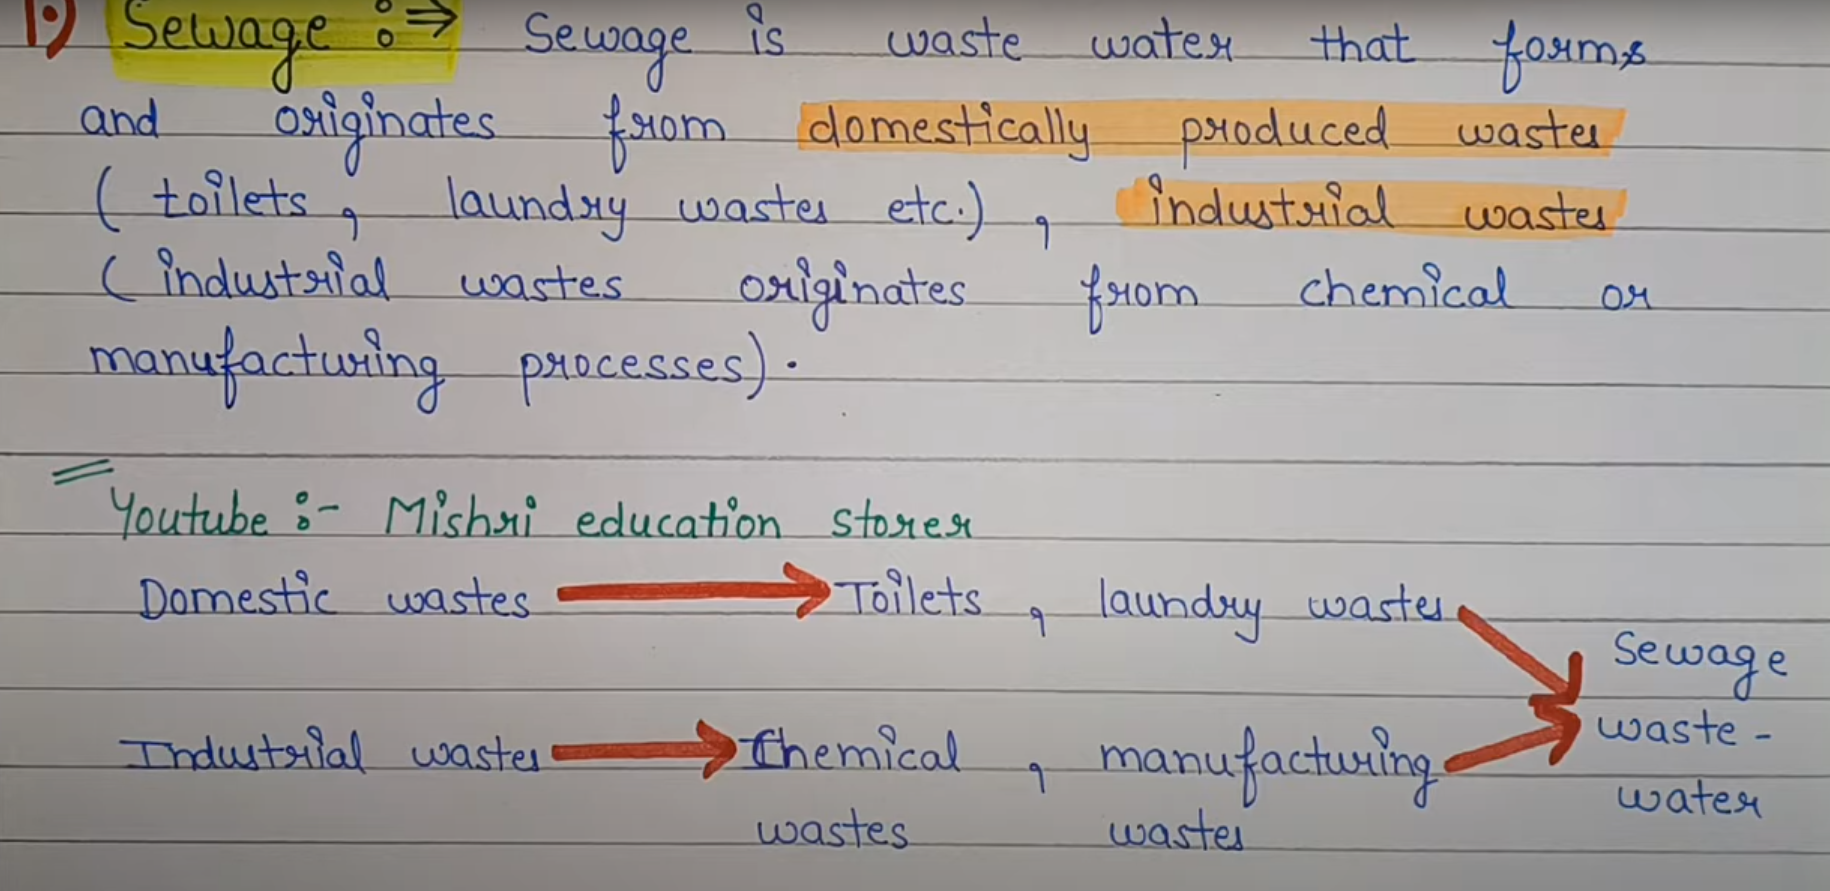 1.) Sewage :⇒ Sewage is waste water that forms
and originates from domestically produced wastes
( toilets, laundry wastes etc.), industrial wastes
( industrial wastes originates from chemical or
manufacturing processes).
Youtube :- Mishri education storer
Domestic wastes → Toilets, laundry wastes
Industrial wastes → Chemical wastes, manufacturing wastes
Sewage
waste-
water